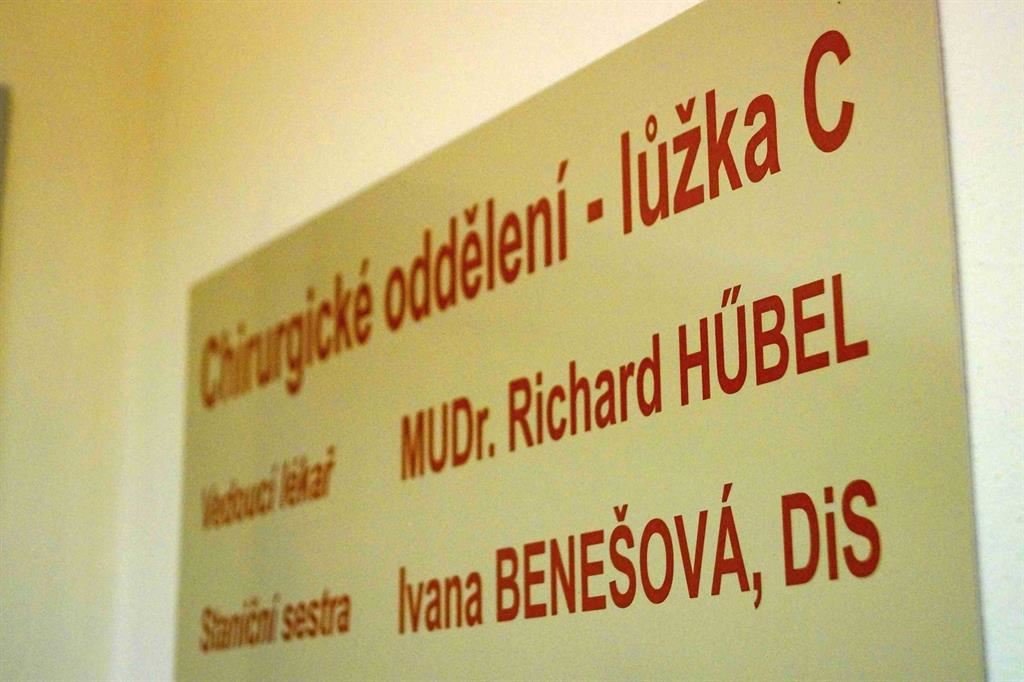 Chirurgické oddělení - lůžka C
Vedoucí lékař MUDr. Richard HŰBEL
Staniční sestra Ivana BENEŠOVÁ, DiS